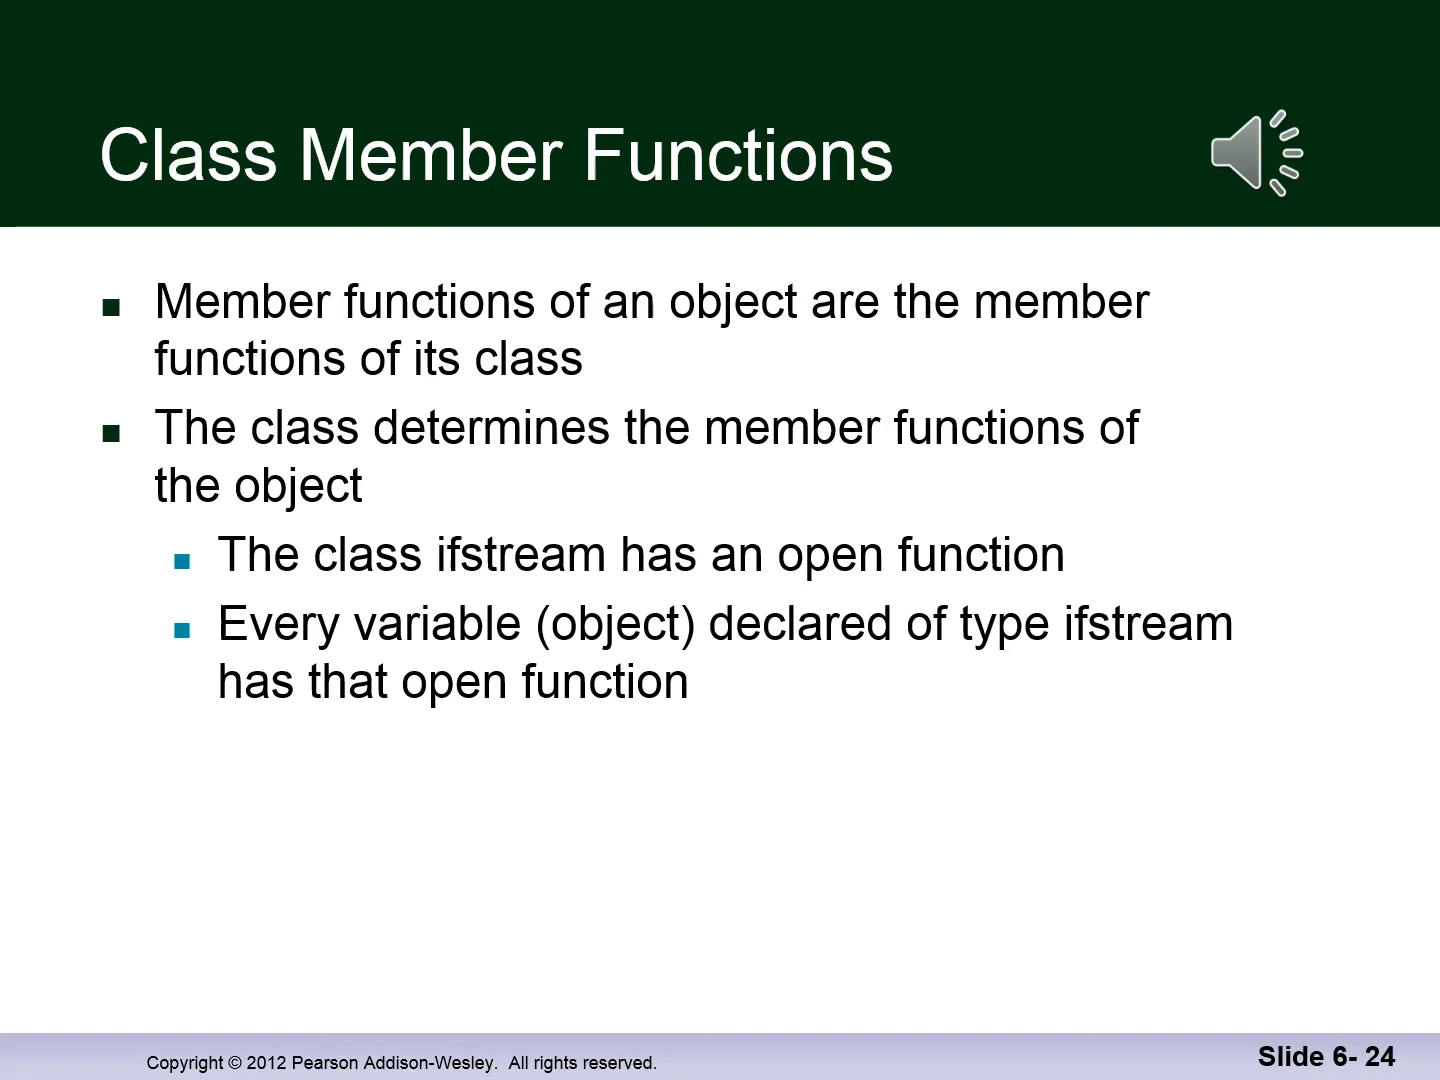 Class Member Functions
Member functions of an object are the member
functions of its class
The class determines the member functions of
the object
The class ifstream has an open function
Every variable (object) declared of type ifstream
has that open function
Copyright © 2012 Pearson Addison-Wesley.  All rights reserved.
Slide 6- 24